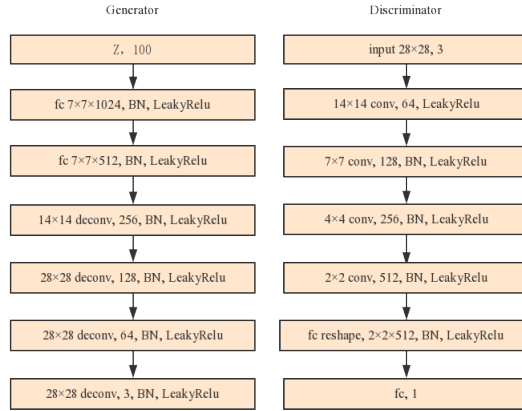 Generator
Z, 100
fc 7×7×1024, BN, LeakyRelu
fc 7×7×512, BN, LeakyRelu
14×14 deconv, 256, BN, LeakyRelu
28×28 deconv, 128, BN, LeakyRelu
28×28 deconv, 64, BN, LeakyRelu
28×28 deconv, 3, BN, LeakyRelu
Discriminator
input 28×28, 3
14×14 conv, 64, LeakyRelu
7×7 conv, 128, BN, LeakyRelu
4×4 conv, 256, BN, LeakyRelu
2×2 conv, 512, BN, LeakyRelu
fc reshape, 2×2×512, BN, LeakyRelu
fc, 1